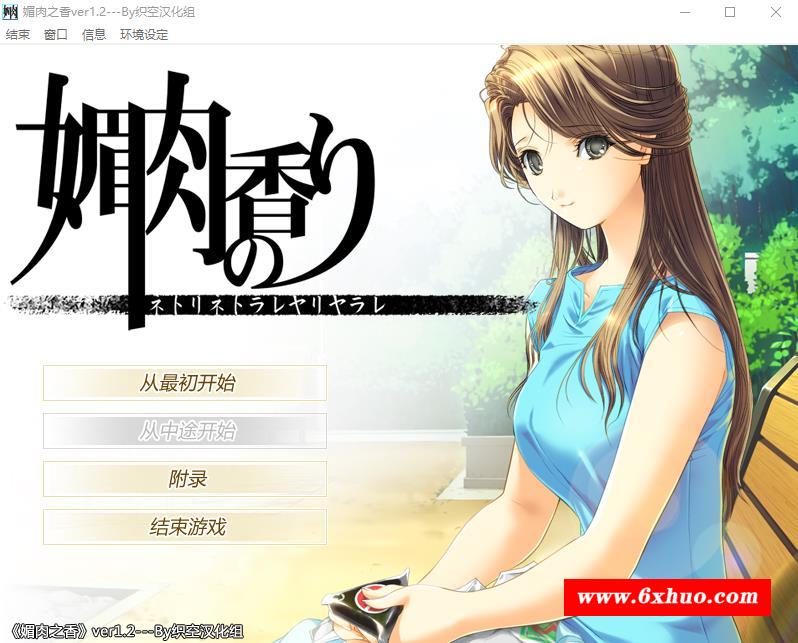 媚肉之香ver1.2---By织空汉化组
结束 窗口 信息 环境设定
媚肉の香り
ネトリネトラレヤリヤラレ
从最初开始
从中途开始
附录
结束游戏
www.6xhuo.com
《媚肉之香》ver1.2---By织空汉化组